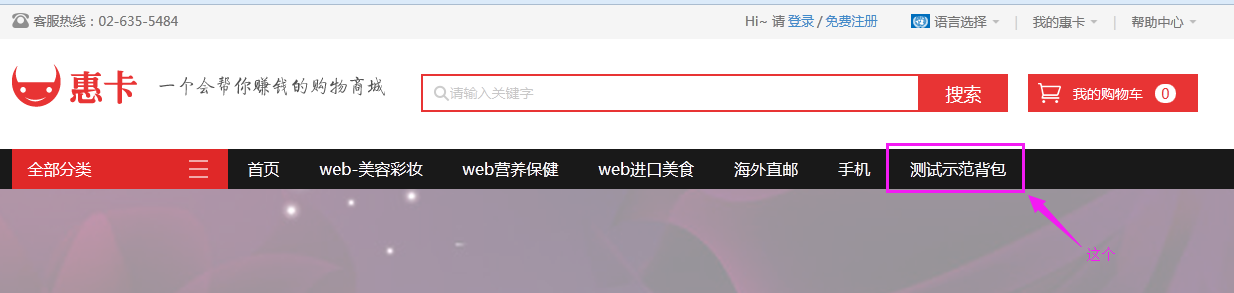 客服热线：02-635-5484
Hi~ 请 登录 / 免费注册
语言选择
我的惠卡
帮助中心
惠卡
一个会帮你赚钱的购物商城
请输入关键字
搜索
我的购物车 0
全部分类
首页
web-美容彩妆
web营养保健
web进口美食
海外直邮
手机
测试示范背包
这个